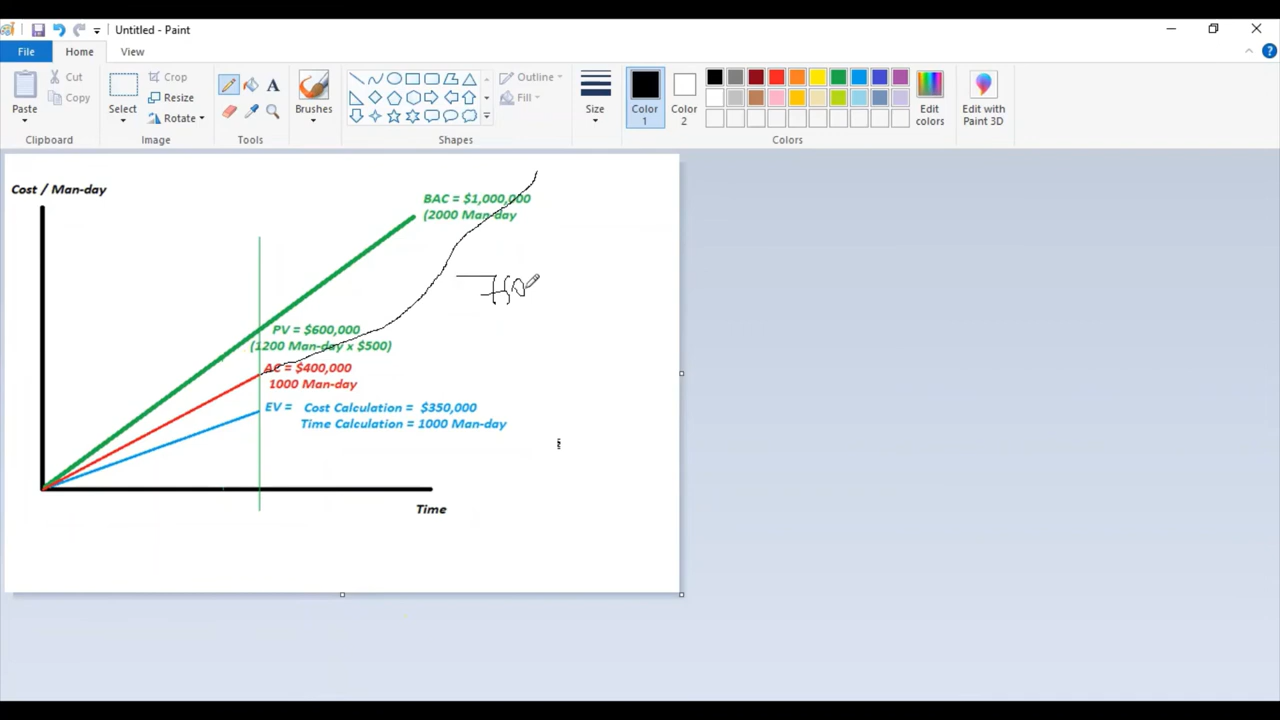 Untitled - Paint
File Home View
Paste
Cut
Copy
Clipboard
Select
Crop
Resize
Rotate
Image
A
Tools
Brushes
Shapes
Outline
Fill
Size
Color 1
Color 2
Edit colors
Colors
Edit with Paint 3D
Cost / Man-day
BAC = $1,000,000
(2000 Man-day
750
PV = $600,000
(1200 Man-day x $500)
AC = $400,000
1000 Man-day
EV = Cost Calculation = $350,000
Time Calculation = 1000 Man-day
Time